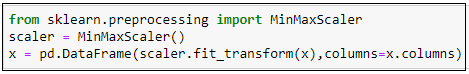 from sklearn.preprocessing import MinMaxScaler
scaler = MinMaxScaler()
x = pd.DataFrame(scaler.fit_transform(x),columns=x.columns)